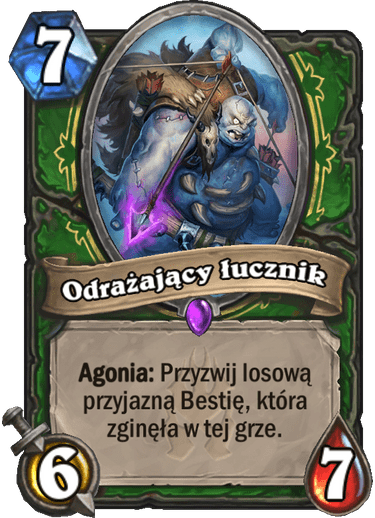 7
Odrażający łucznik
Agonia: Przyzwij losową
przyjazną Bestię, która
zginęła w tej grze.
6
7